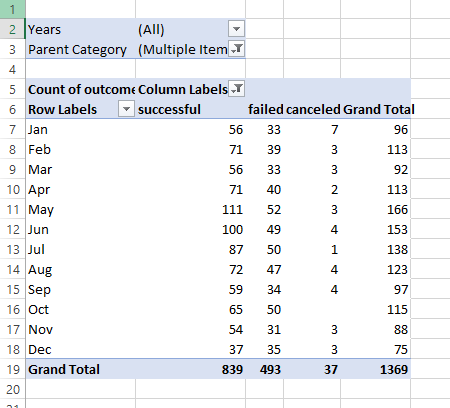 1
2 Years (All)
3 Parent Category (Multiple Item
4
5 Count of outcome Column Labels
6 Row Labels successful failed canceled Grand Total
7 Jan 56 33 7 96
8 Feb 71 39 3 113
9 Mar 56 33 3 92
10 Apr 71 40 2 113
11 May 111 52 3 166
12 Jun 100 49 4 153
13 Jul 87 50 1 138
14 Aug 72 47 4 123
15 Sep 59 34 4 97
16 Oct 65 50 115
17 Nov 54 31 3 88
18 Dec 37 35 3 75
19 Grand Total 839 493 37 1369
20
21